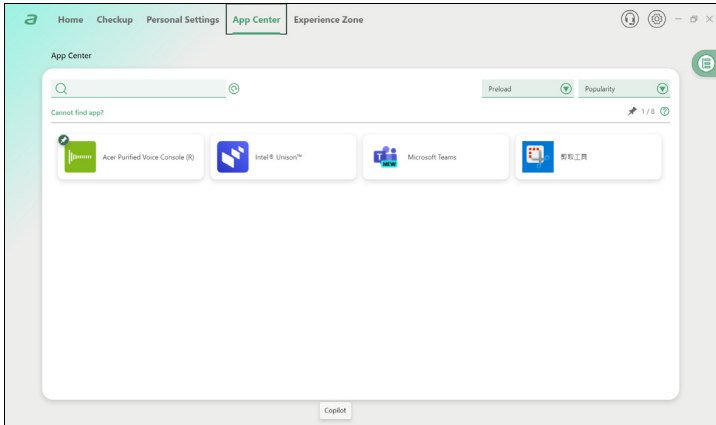 a Home Checkup Personal Settings App Center Experience Zone
App Center
Preload Popularity
Cannot find app? 1 / 8
Acer Purified Voice Console (R) Intel® Unison™ NEW Microsoft Teams 剪取工具
Copilot